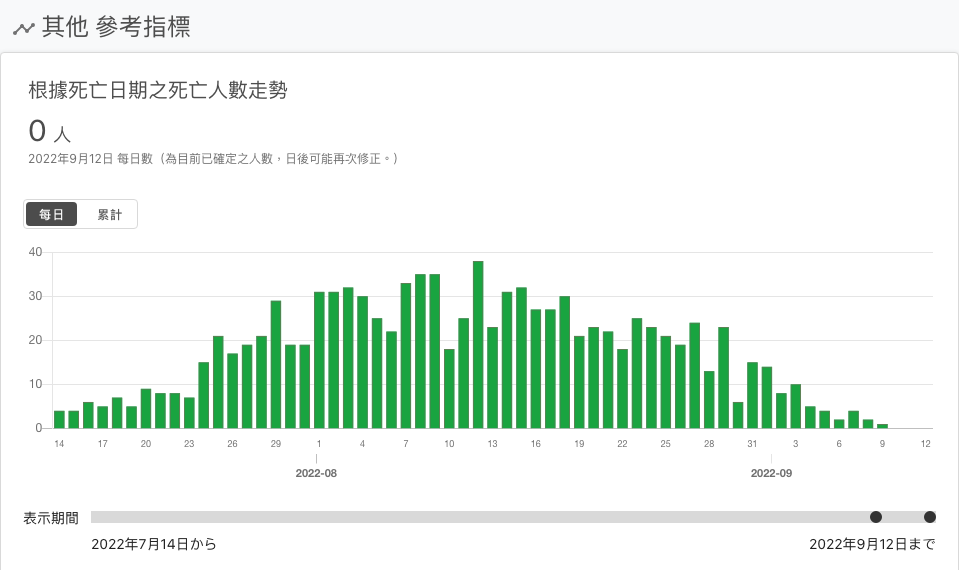 其他 參考指標
根據死亡日期之死亡人數走勢
0 人
2022年9月12日 每日數（為目前已確定之人數，日後可能再次修正。）
每日 累計
40
30
20
10
0
14 17 20 23 26 29 1 4 7 10 13 16 19 22 25 28 31 3 6 9 12
2022-08 2022-09
表示期間
2022年7月14日から 2022年9月12日まで